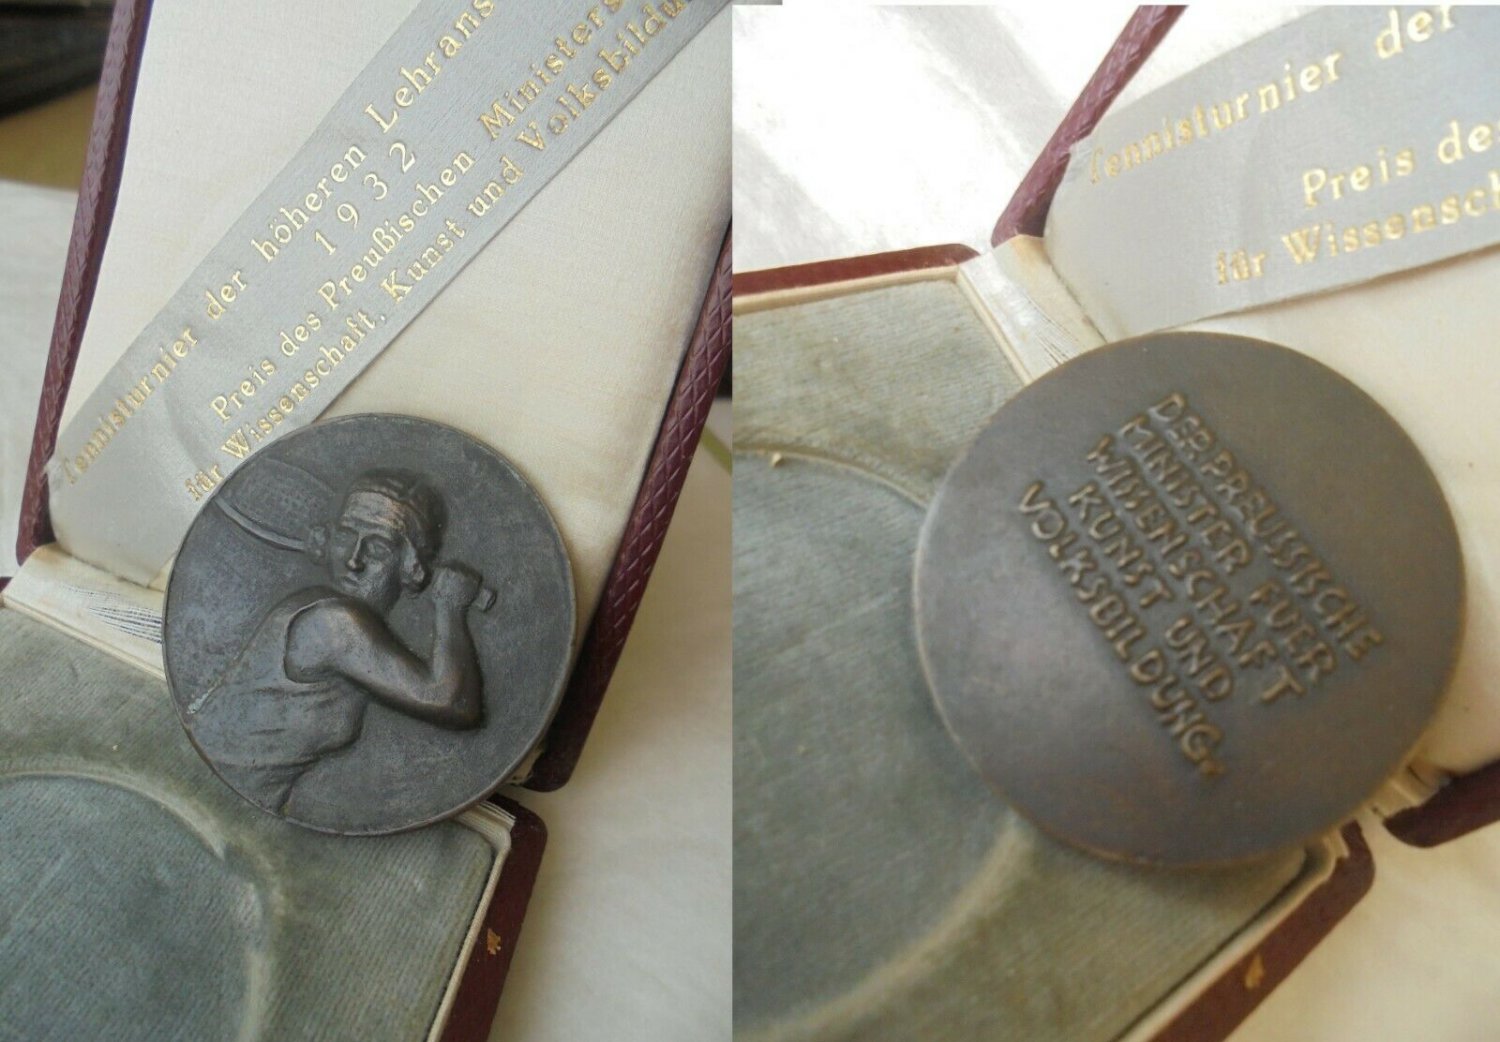 Tennisturnier der höheren Lehrans
1932
Preis des Preußischen Ministers
für Wissenschaft, Kunst und Volksbildu
Tennisturnier der
Preis de
für Wissensch
DER PREUSSISCHE
MINISTER FUER
WISSENSCHAFT
KUNST UND
VOLKSBILDUNG